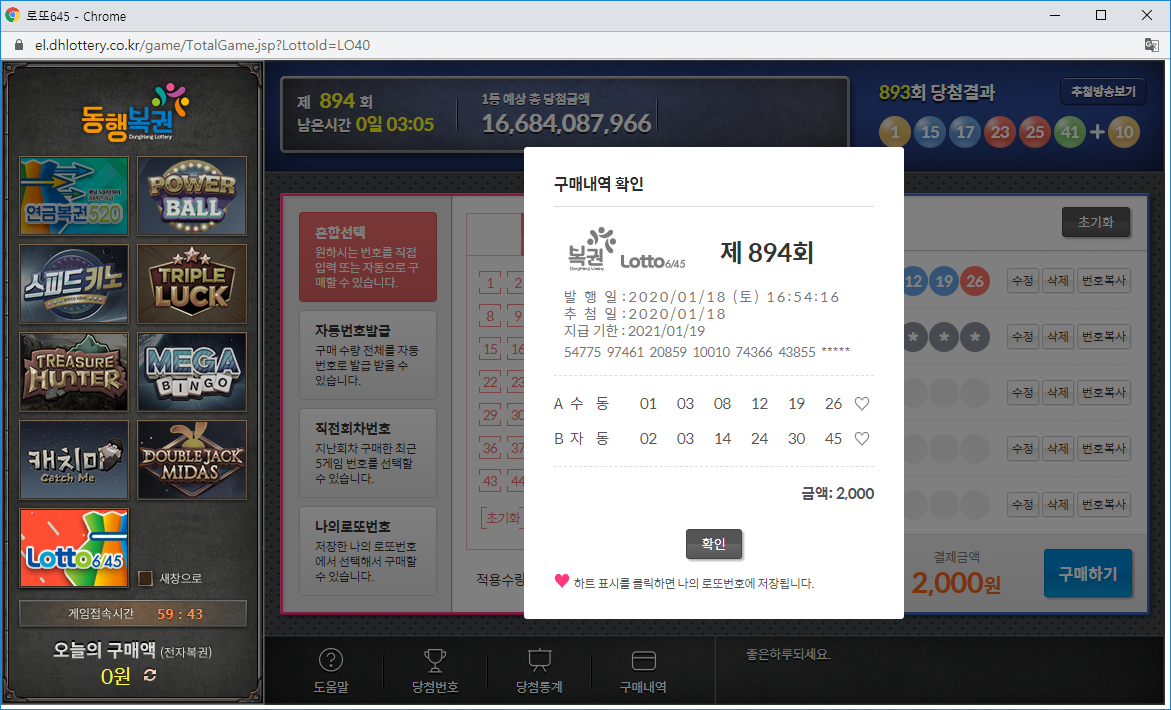 로또645 - Chrome
el.dhlottery.co.kr/game/TotalGame.jsp?LottoId=LO40
동행복권
DongHang Lottery
연금복권520
POWER BALL
스피드키노
SPEED KENO
TRIPLE LUCK
TREASURE HUNTER
MEGA BINGO
캐치미
Catch Me
DOUBLE JACK MIDAS
Lotto6/45
새창으로
게임접속시간 59 : 43
오늘의 구매액 (전자복권)
0원
제 894 회
남은시간 0일 03:05
1등 예상 총 당첨금액
16,684,087,966
893회 당첨결과
추첨방송보기
1 15 17 23 25 41 + 10
혼합선택
원하시는 번호를 직접
입력 또는 자동으로 구
매할 수 있습니다.
자동번호발급
구매 수량 전체를 자동
번호로 발급 받을 수
있습니다.
직전회차번호
지난회차 구매한 최근
5게임 번호를 선택할
수 있습니다.
나의로또번호
저장한 나의 로또번호
에서 선택해서 구매할
수 있습니다.
1 2
8 9
15 16
22 23
29 30
36 37
43 44
초기화
적용수량
구매내역 확인
복권
DongHang Lottery
Lotto6/45
제 894회
발 행 일 : 2020/01/18 (토) 16:54:16
추 첨 일 : 2020/01/18
지급 기한 : 2021/01/19
54775 97461 20859 10010 74366 43855 *****
A 수 동 01 03 08 12 19 26 ♡
B 자 동 02 03 14 24 30 45 ♡
금액: 2,000
확인
♥ 하트 표시를 클릭하면 나의 로또번호에 저장됩니다.
초기화
12 19 26 수정 삭제 번호복사
* * * 수정 삭제 번호복사
수정 삭제 번호복사
수정 삭제 번호복사
수정 삭제 번호복사
결제금액
2,000원
구매하기
도움말
당첨번호
당첨통계
구매내역
좋은하루되세요.